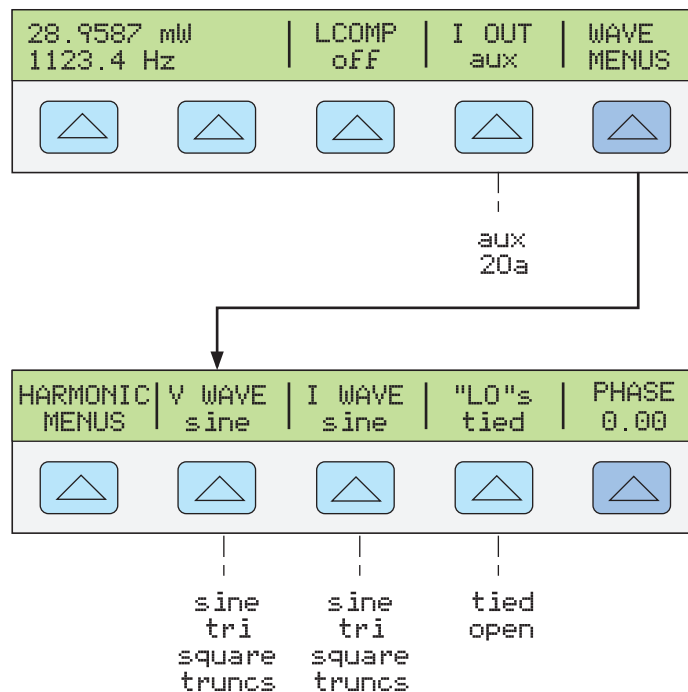 28.9587 mW | LCOMP | I OUT | WAVE
1123.4 Hz | off | aux | MENUS
aux
20a
HARMONIC | V WAVE | I WAVE | "LO"s | PHASE
MENUS | sine | sine | tied | 0.00
sine sine tied
tri tri open
square square
truncs truncs